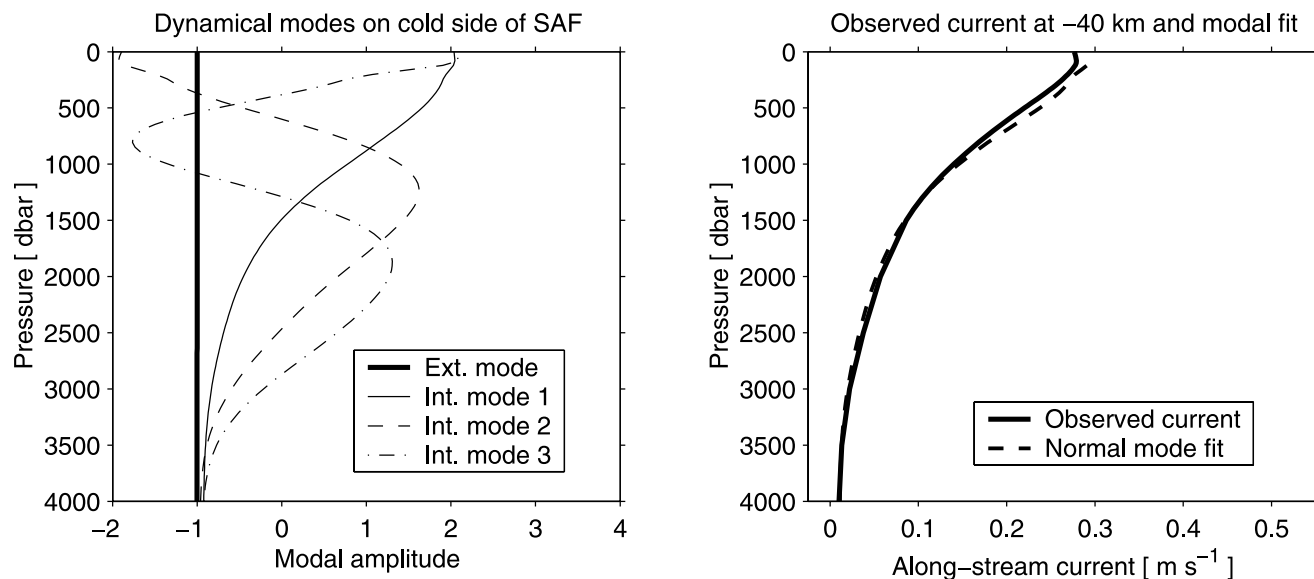 Dynamical modes on cold side of SAF
0
500
1000
1500
2000
2500
3000
3500
4000
Pressure [ dbar ]
−2
−1
0
1
2
3
4
Modal amplitude
Ext. mode
Int. mode 1
Int. mode 2
Int. mode 3
Observed current at −40 km and modal fit
0
500
1000
1500
2000
2500
3000
3500
4000
Pressure [ dbar ]
0
0.1
0.2
0.3
0.4
0.5
Along−stream current [ m s⁻¹ ]
Observed current
Normal mode fit